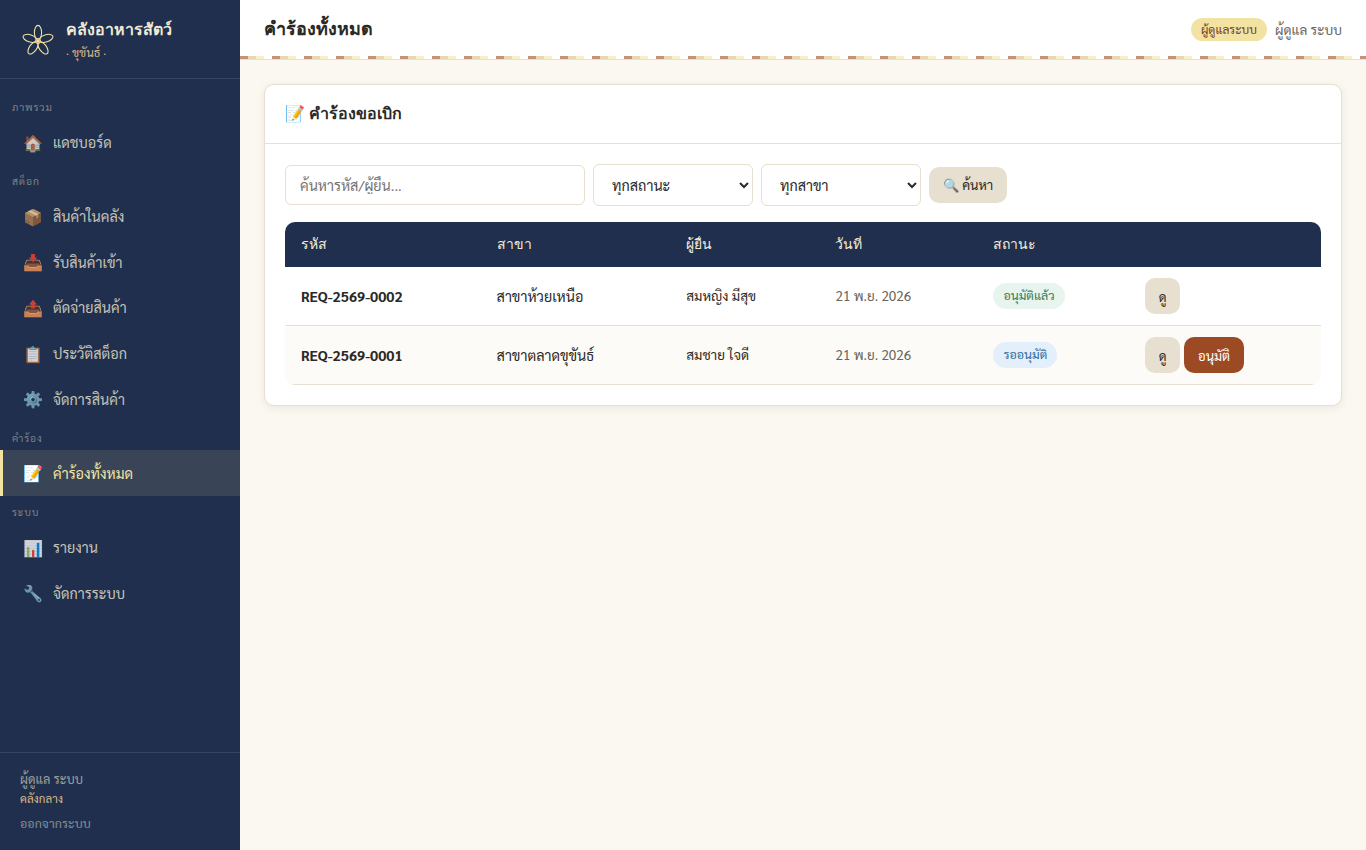 คลังอาหารสัตว์
· ขุขันธ์ ·
ภาพรวม
แดชบอร์ด
สต็อก
สินค้าในคลัง
รับสินค้าเข้า
ตัดจ่ายสินค้า
ประวัติสต็อก
จัดการสินค้า
คำร้อง
คำร้องทั้งหมด
ระบบ
รายงาน
จัดการระบบ
ผู้ดูแล ระบบ
คลังกลาง
ออกจากระบบ
คำร้องทั้งหมด
ผู้ดูแลระบบ ผู้ดูแล ระบบ
คำร้องขอเบิก
ค้นหารหัส/ผู้ยื่น... ทุกสถานะ ทุกสาขา ค้นหา
รหัส สาขา ผู้ยื่น วันที่ สถานะ
REQ-2569-0002 สาขาห้วยเหนือ สมหญิง มีสุข 21 พ.ย. 2026 อนุมัติแล้ว ดู
REQ-2569-0001 สาขาตลาดขุขันธ์ สมชาย ใจดี 21 พ.ย. 2026 รออนุมัติ ดู อนุมัติ